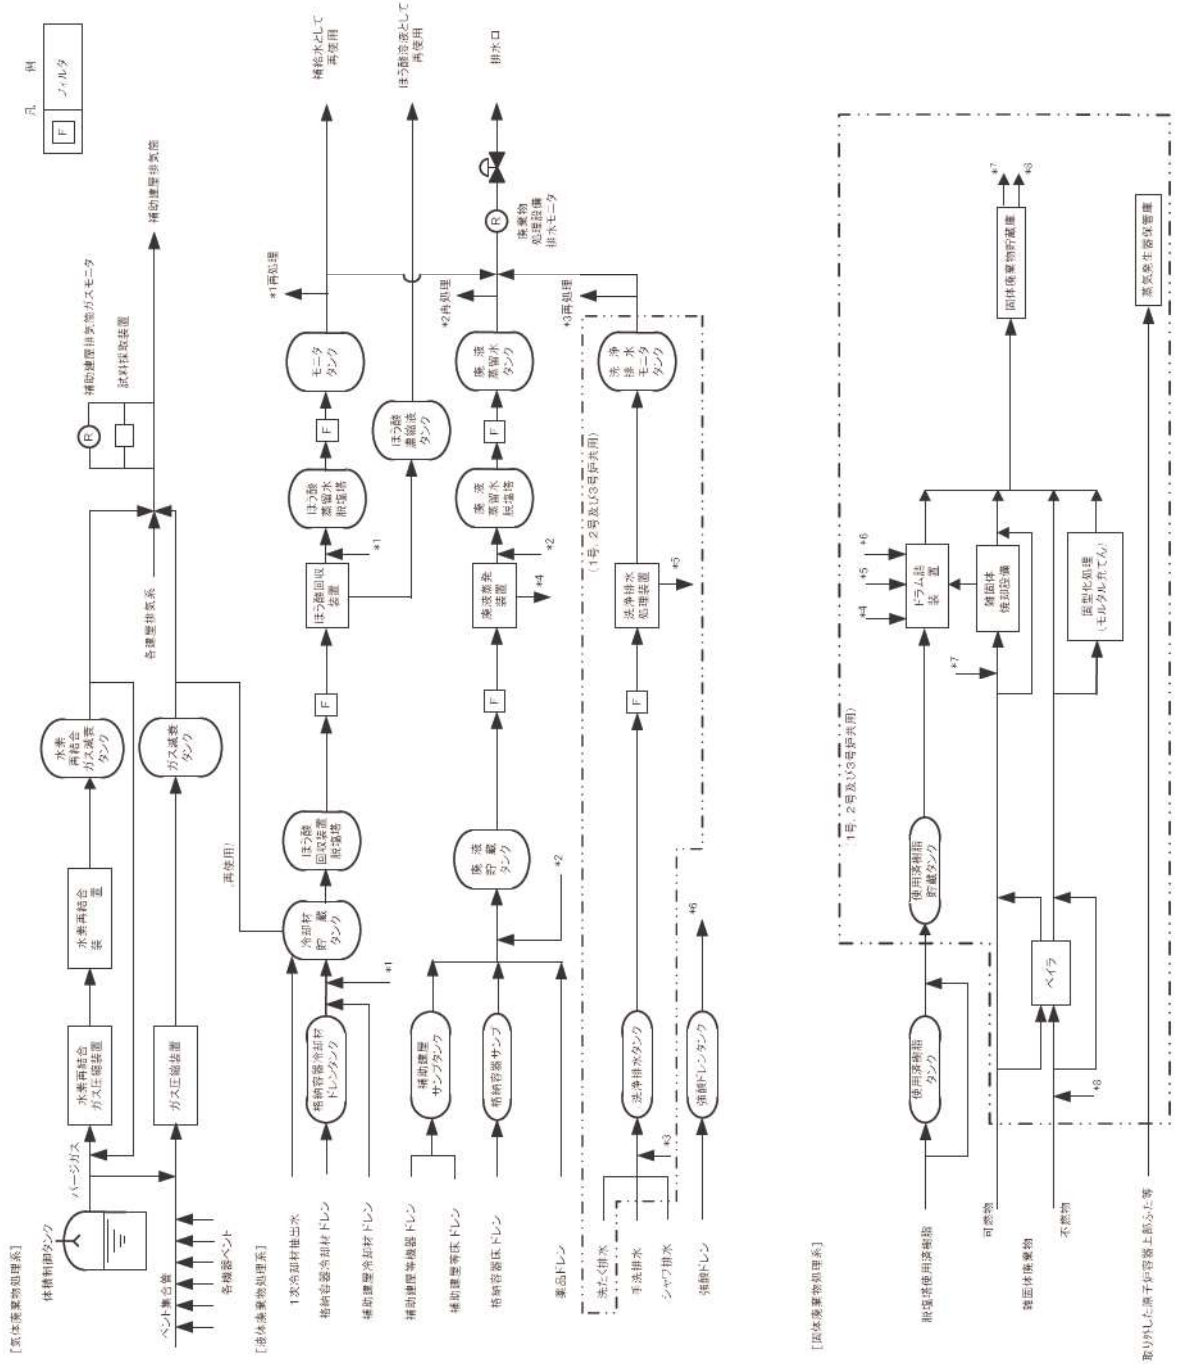 凡 例
F
フィルタ
[気体廃棄物処理系]
体積制御タンク
パージガス
水素再結合
ガス圧縮装置
水素再結合
装 置
水素
再結合
ガス減衰
タンク
ベント集合管
各機器ベント
ガス圧縮装置
ガス減衰
タンク
各建屋排気系
R
補助建屋排気筒ガスモニタ
試料採取装置
補助建屋排気筒
[液体廃棄物処理系]
(再使用)
1次冷却材抽出水
格納容器冷却材ドレン
補助建屋冷却材ドレン
格納容器冷却材
ドレンタンク
*1
冷却材
貯 蔵
タンク
ほう酸
回収装置
脱塩塔
F
ほう酸回収
装置
*1
ほう酸
蒸留水
脱塩塔
F
モニタ
タンク
*1再処理
補給水として
再使用
ほう酸
濃縮液
タンク
ほう酸溶液として
再使用
補助建屋等機器ドレン
補助建屋等床ドレン
格納容器床ドレン
薬品ドレン
補助建屋
サンプタンク
格納容器サンプ
*2
廃 液
貯 蔵
タンク
F
廃液蒸発
装置
*4
*2
廃 液
蒸留水
脱塩塔
F
廃 液
蒸留水
タンク
*2再処理
R
廃棄物
処理設備
排水モニタ
排水口
洗たく排水
手洗排水
シャワ排水
*3
洗浄排水タンク
F
洗浄排水
処理装置
*5
洗 浄
排 水
モニタ
タンク
*3再処理
(1号, 2号及び3号炉共用)
強酸ドレン
強酸ドレンタンク
*6
[固体廃棄物処理系]
脱塩塔使用済樹脂
使用済樹脂
タンク
使用済樹脂
貯蔵タンク
(1号, 2号及び3号炉共用)
*4
*5
*6
ドラム詰
装 置
雑固体廃棄物
可燃物
不燃物
*8
ベイラ
*7
雑固体
焼却設備
固型化処理
(モルタル充てん)
固体廃棄物貯蔵庫
*7
*8
取り外した原子炉容器上部ふた等
蒸気発生器保管庫